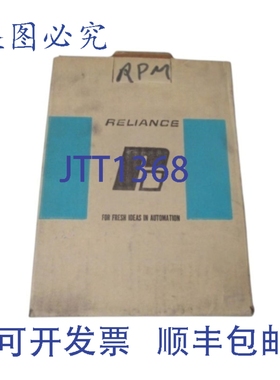 图必究
RPM
RELIANCE
JTT1368
FOR FRESH IDEAS IN AUTOMATION
可开发票 顺丰包邮